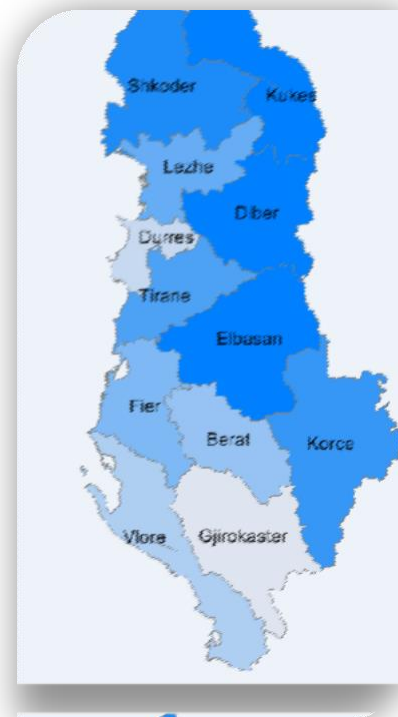 Shkoder
Kukes
Lezhe
Diber
Durres
Tirane
Elbasan
Fier
Berat
Korce
Vlore
Gjirokaster